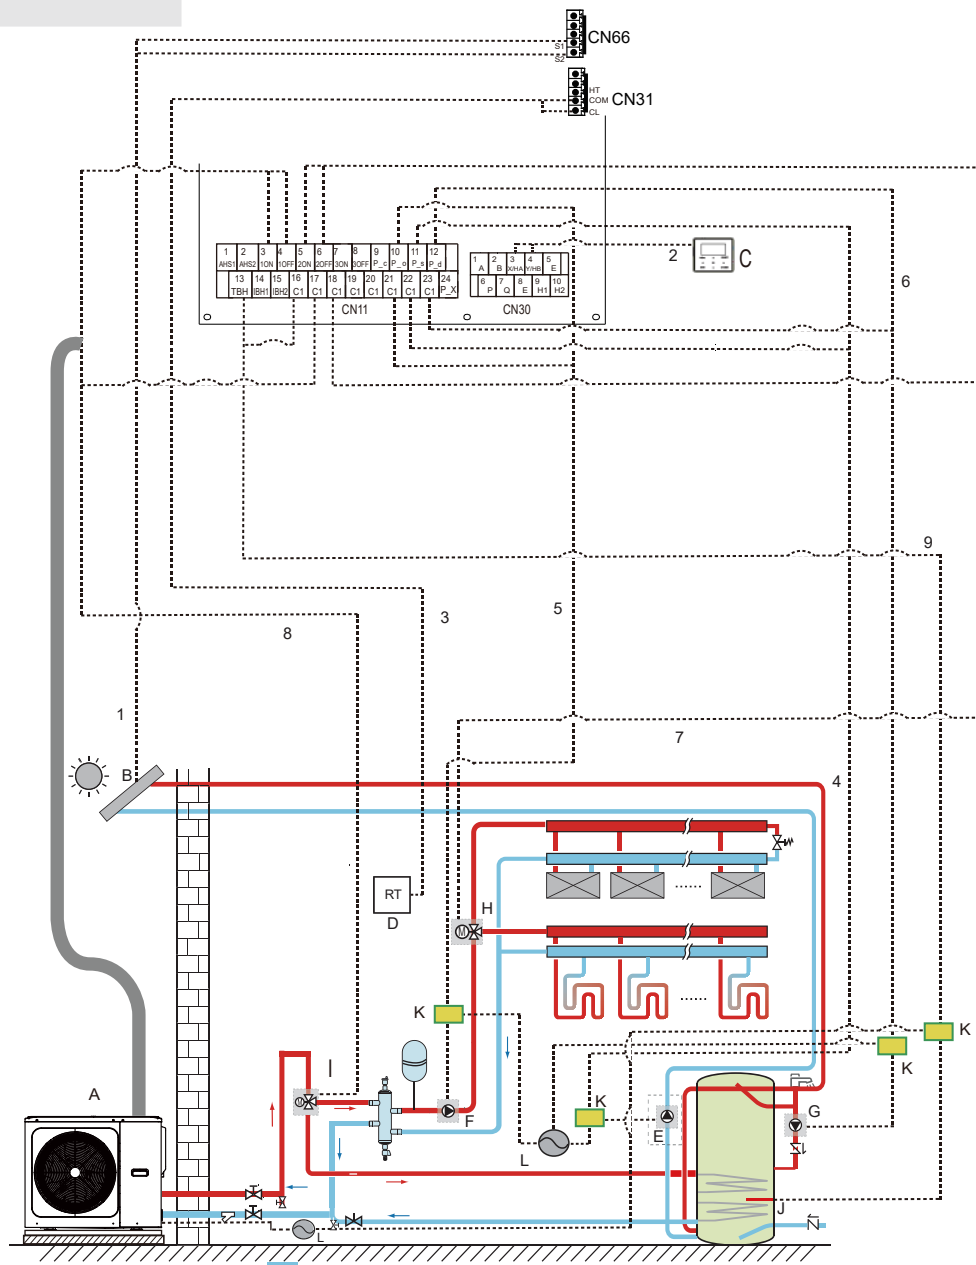 S1
S2
CN66
HT
COM
CL
CN31
1 2 3 4 5 6 7 8 9 10 11 12
AHS1 AHS2 1ON 1OFF 2ON 2OFF 3ON 3OFF P_c P_o P_s P_d
13 14 15 16 17 18 19 20 21 22 23 24
TBH IBH1 IBH2 C1 C1 C1 C1 C1 C1 C1 C1 P_X
CN11
1 2 3 4 5
A B X/HA Y/HB E
6 7 8 9 10
P Q E H1 H2
CN30
2
C
6
9
3
5
8
1
7
B
4
RT
D
H
M
K
K
K
I
A
M
F
K
G
E
L
J
L